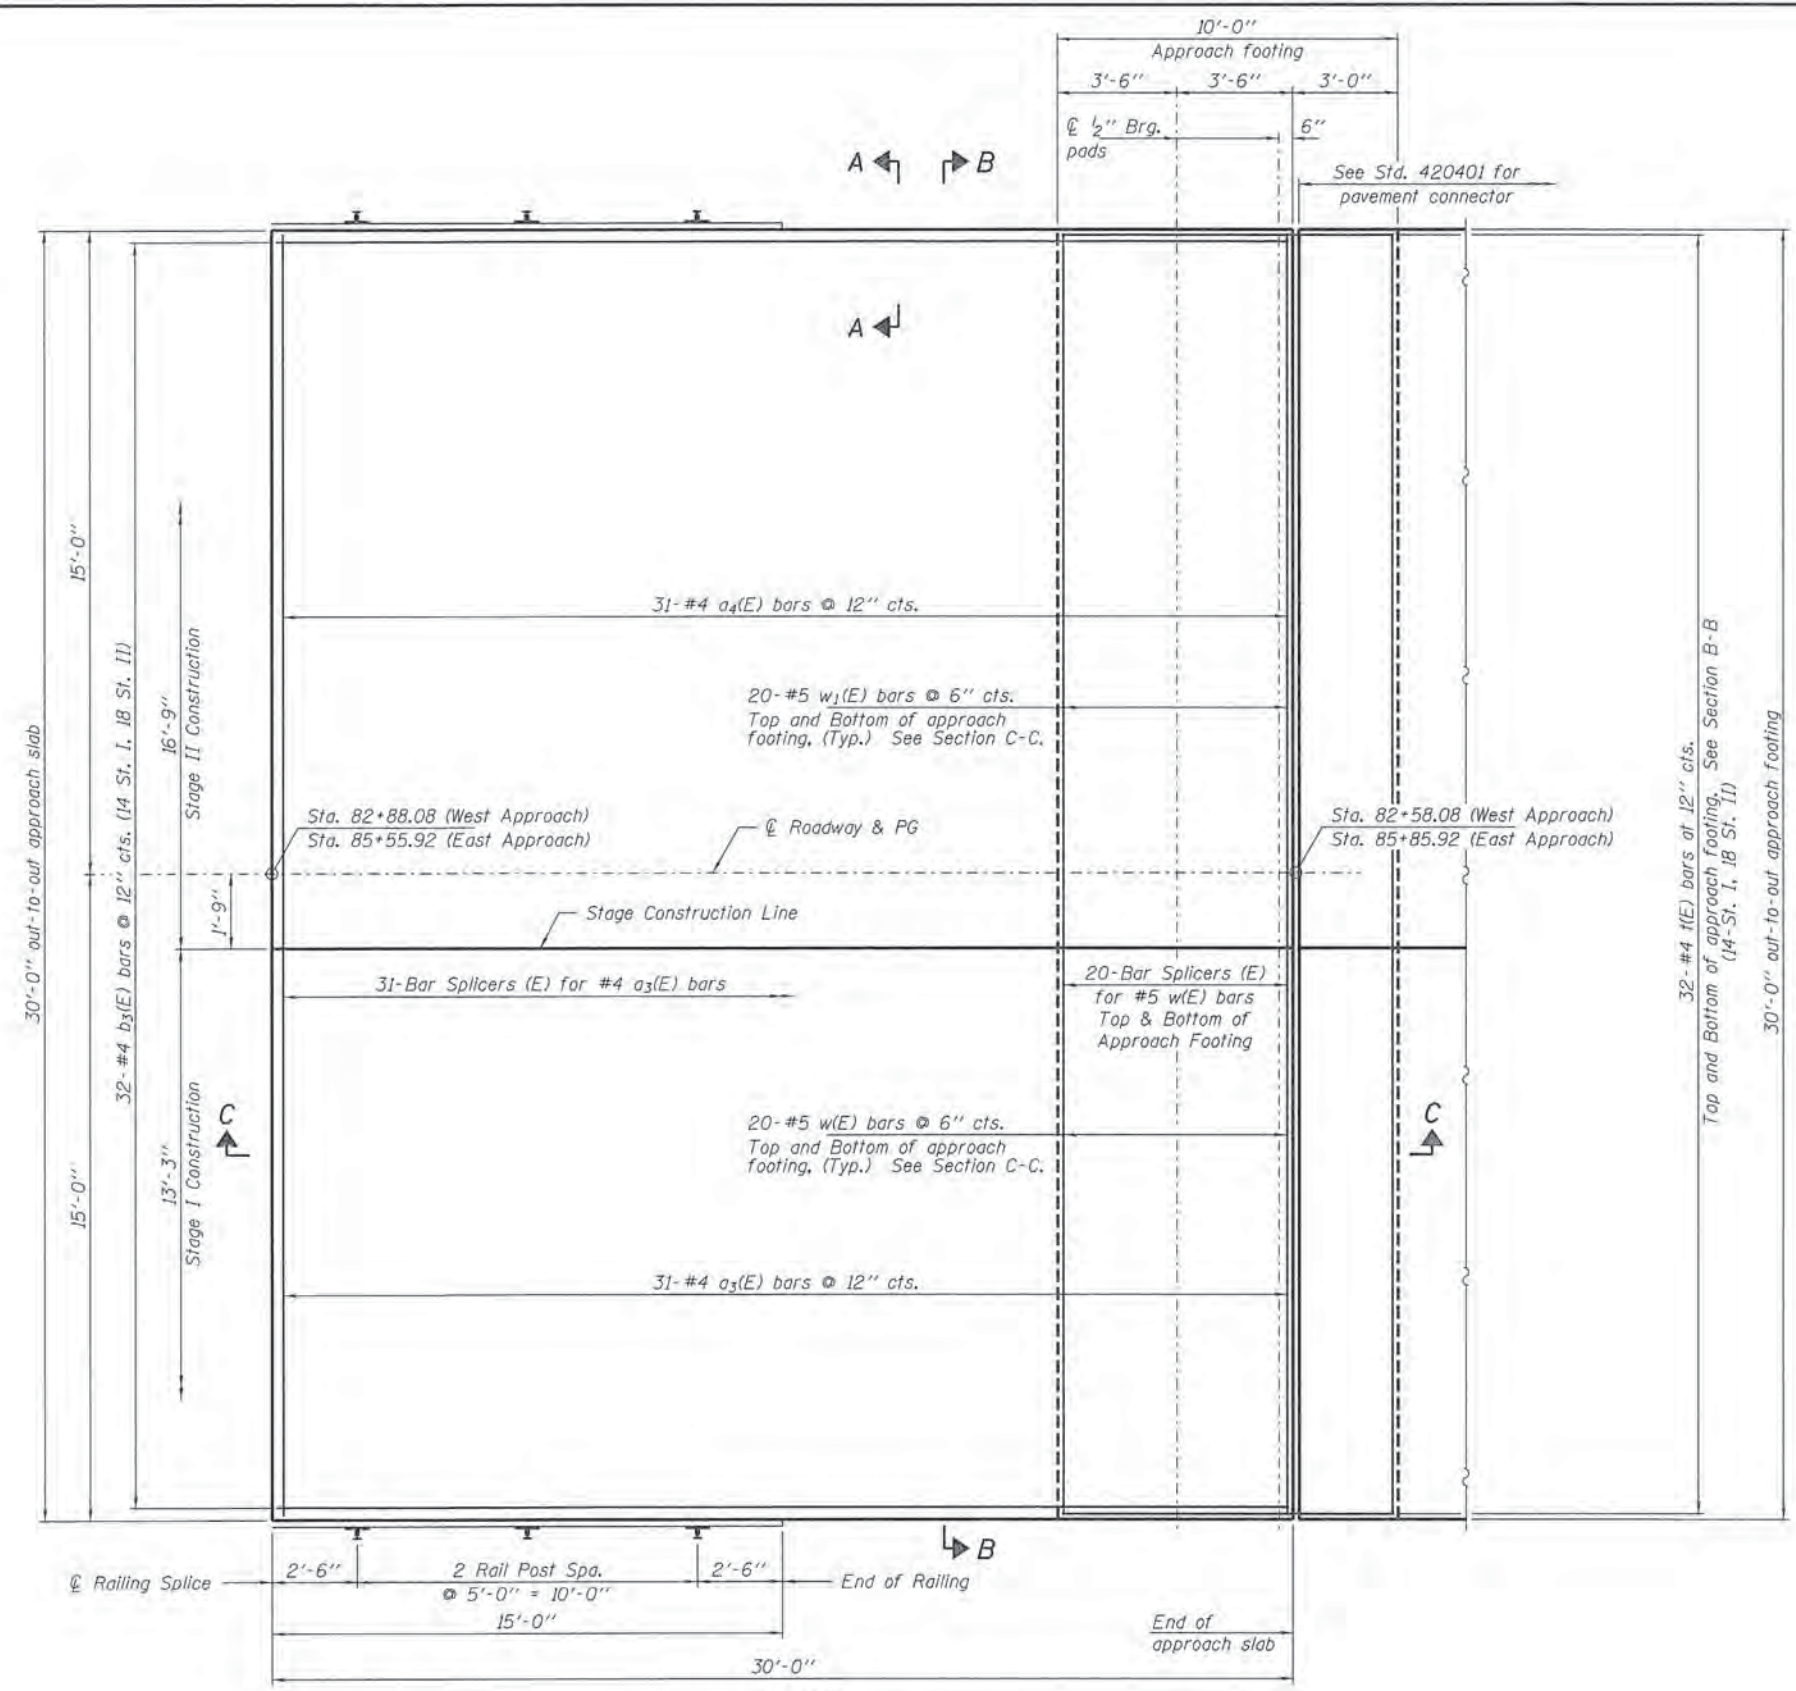 10'-0"
Approach footing
3'-6"
3'-6"
3'-0"
℄ 1/2" Brg.
pads
6"
A
B
See Std. 420401 for
pavement connector
A
31-#4 a4(E) bars @ 12" cts.
20-#5 w1(E) bars @ 6" cts.
Top and Bottom of approach
footing. (Typ.) See Section C-C.
Sta. 82+88.08 (West Approach)
Sta. 85+55.92 (East Approach)
℄ Roadway & PG
Sta. 82+58.08 (West Approach)
Sta. 85+85.92 (East Approach)
Stage Construction Line
31-Bar Splicers (E) for #4 a3(E) bars
20-Bar Splicers (E)
for #5 w(E) bars
Top & Bottom of
Approach Footing
20-#5 w(E) bars @ 6" cts.
Top and Bottom of approach
footing. (Typ.) See Section C-C.
C
C
31-#4 a3(E) bars @ 12" cts.
30'-0" out-to-out approach slab
15'-0"
15'-0"
32-#4 b3(E) bars @ 12" cts. (14 St. I, 18 St. II)
16'-9"
Stage II Construction
1'-9"
13'-3"
Stage I Construction
32-#4 t(E) bars at 12" cts.
Top and Bottom of approach footing. See Section B-B
(14-St. I, 18 St. II)
30'-0" out-to-out approach footing
B
℄ Railing Splice
2'-6"
2 Rail Post Spa.
@ 5'-0" = 10'-0"
2'-6"
End of Railing
15'-0"
End of
approach slab
30'-0"